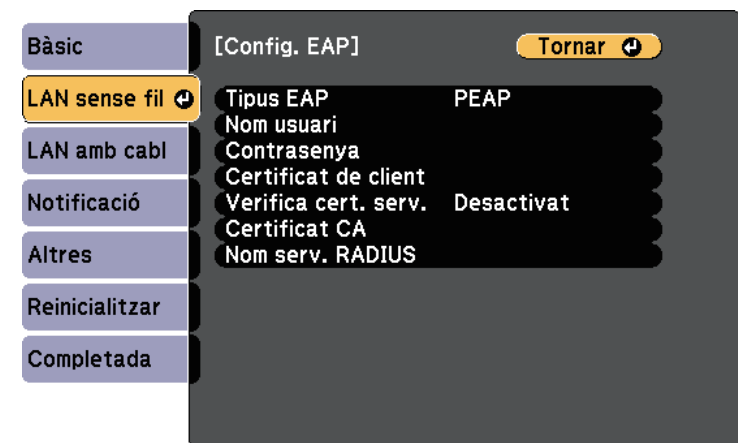 Bàsic
LAN sense fil
LAN amb cabl
Notificació
Altres
Reinicialitzar
Completada
[Config. EAP]
Tornar
Tipus EAP PEAP
Nom usuari
Contrasenya
Certificat de client
Verifica cert. serv. Desactivat
Certificat CA
Nom serv. RADIUS